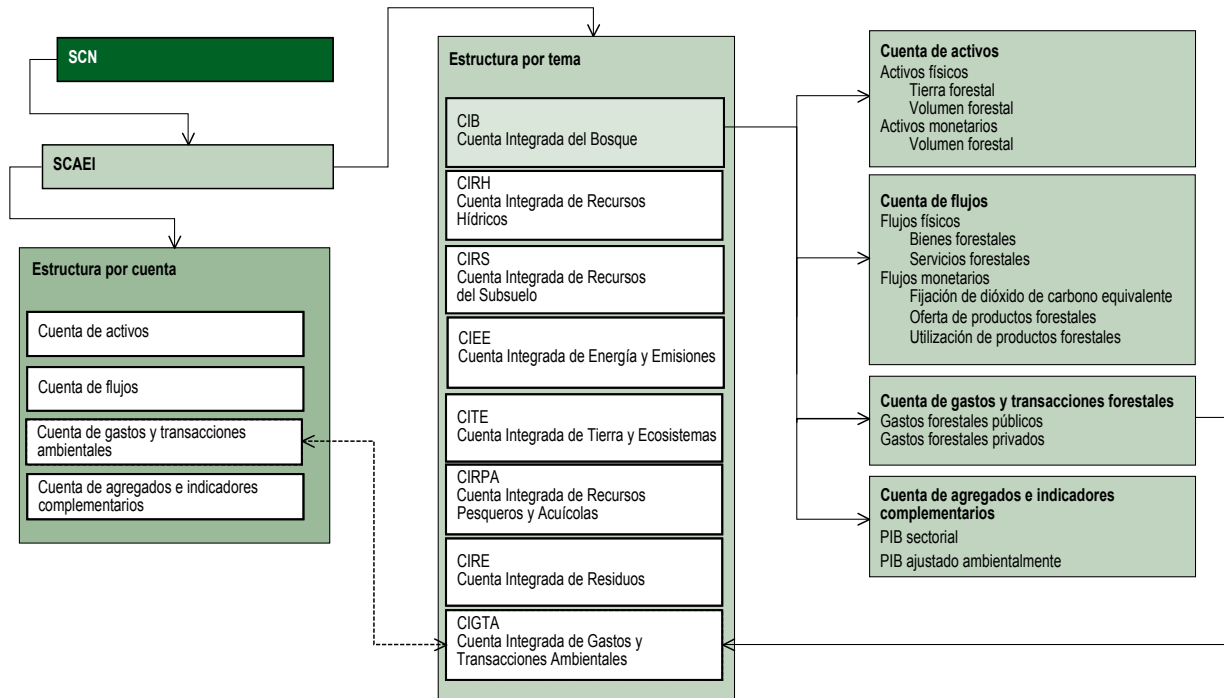 SCN
SCAEI
Estructura por cuenta
Cuenta de activos
Cuenta de flujos
Cuenta de gastos y transacciones
ambientales
Cuenta de agregados e indicadores
complementarios
Estructura por tema
CIB
Cuenta Integrada del Bosque
CIRH
Cuenta Integrada de Recursos
Hídricos
CIRS
Cuenta Integrada de Recursos
del Subsuelo
CIEE
Cuenta Integrada de Energía y Emisiones
CITE
Cuenta Integrada de Tierra y Ecosistemas
CIRPA
Cuenta Integrada de Recursos
Pesqueros y Acuícolas
CIRE
Cuenta Integrada de Residuos
CIGTA
Cuenta Integrada de Gastos y
Transacciones Ambientales
Cuenta de activos
Activos físicos
Tierra forestal
Volumen forestal
Activos monetarios
Volumen forestal
Cuenta de flujos
Flujos físicos
Bienes forestales
Servicios forestales
Flujos monetarios
Fijación de dióxido de carbono equivalente
Oferta de productos forestales
Utilización de productos forestales
Cuenta de gastos y transacciones forestales
Gastos forestales públicos
Gastos forestales privados
Cuenta de agregados e indicadores
complementarios
PIB sectorial
PIB ajustado ambientalmente